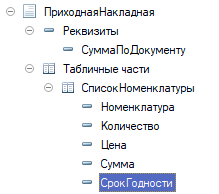 ПриходнаяНакладная
Реквизиты
СуммаПоДокументу
Табличные части
СписокНоменклатуры
Номенклатура
Количество
Цена
Сумма
СрокГодности